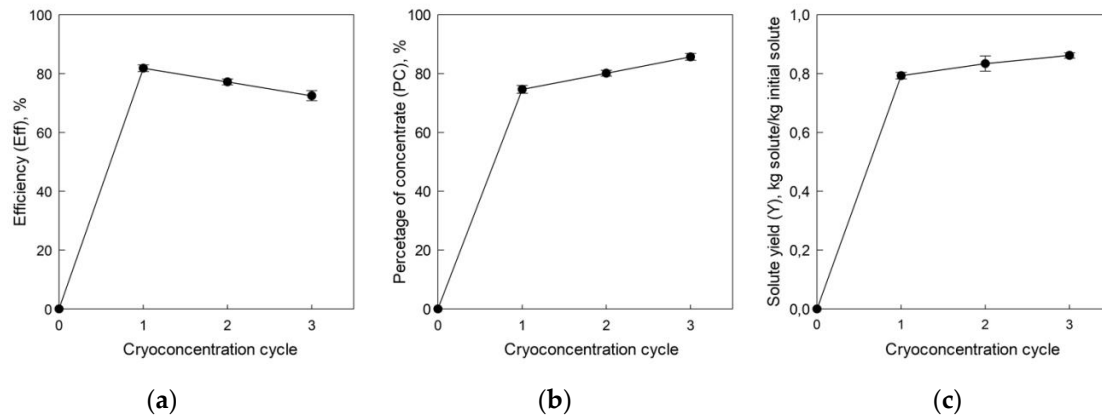 Efficiency (Eff), %
100
80
60
40
20
0
0 1 2 3
Cryoconcentration cycle
(a)
Percetage of concentrate (PC), %
100
80
60
40
20
0
0 1 2 3
Cryoconcentration cycle
(b)
Solute yield (Y), kg solute/kg initial solute
1,0
0,8
0,6
0,4
0,2
0,0
0 1 2 3
Cryoconcentration cycle
(c)